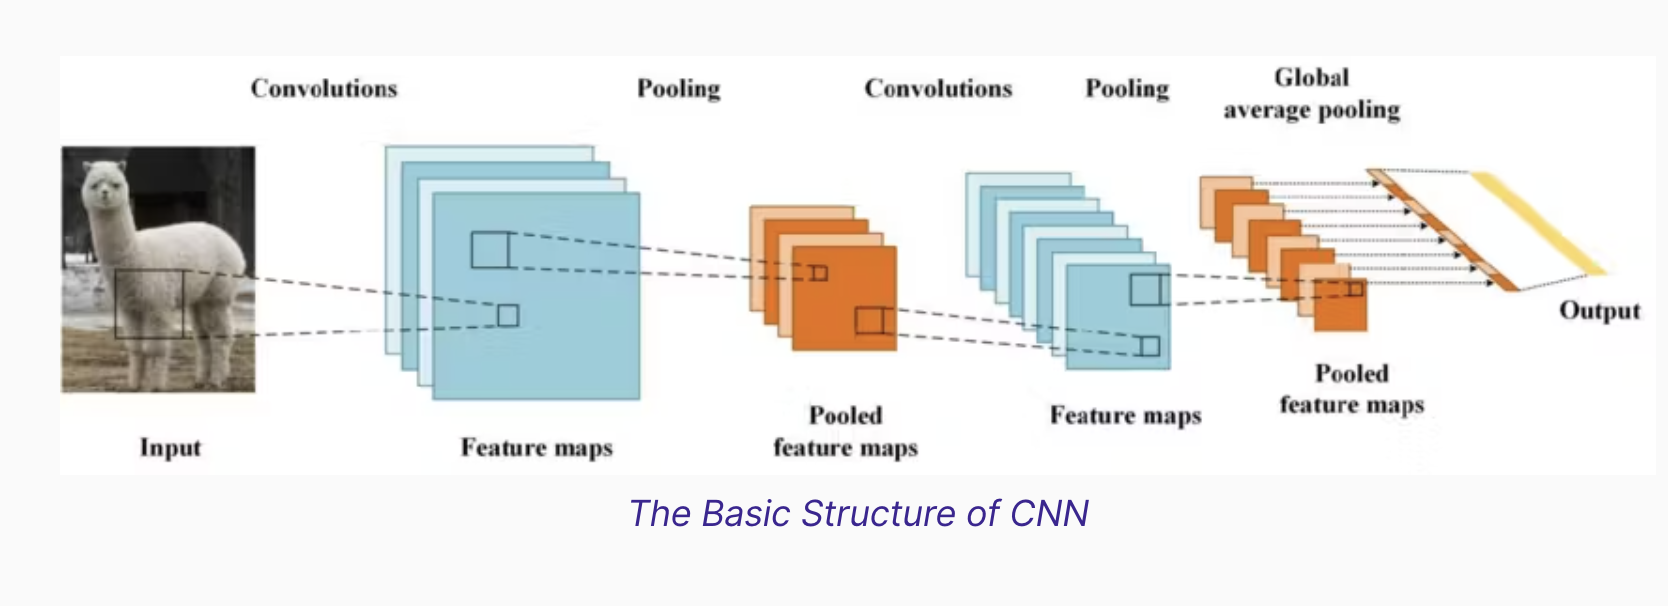 Convolutions
Pooling
Convolutions
Pooling
Global
average pooling
Input
Feature maps
Pooled
feature maps
Feature maps
Pooled
feature maps
Output
The Basic Structure of CNN